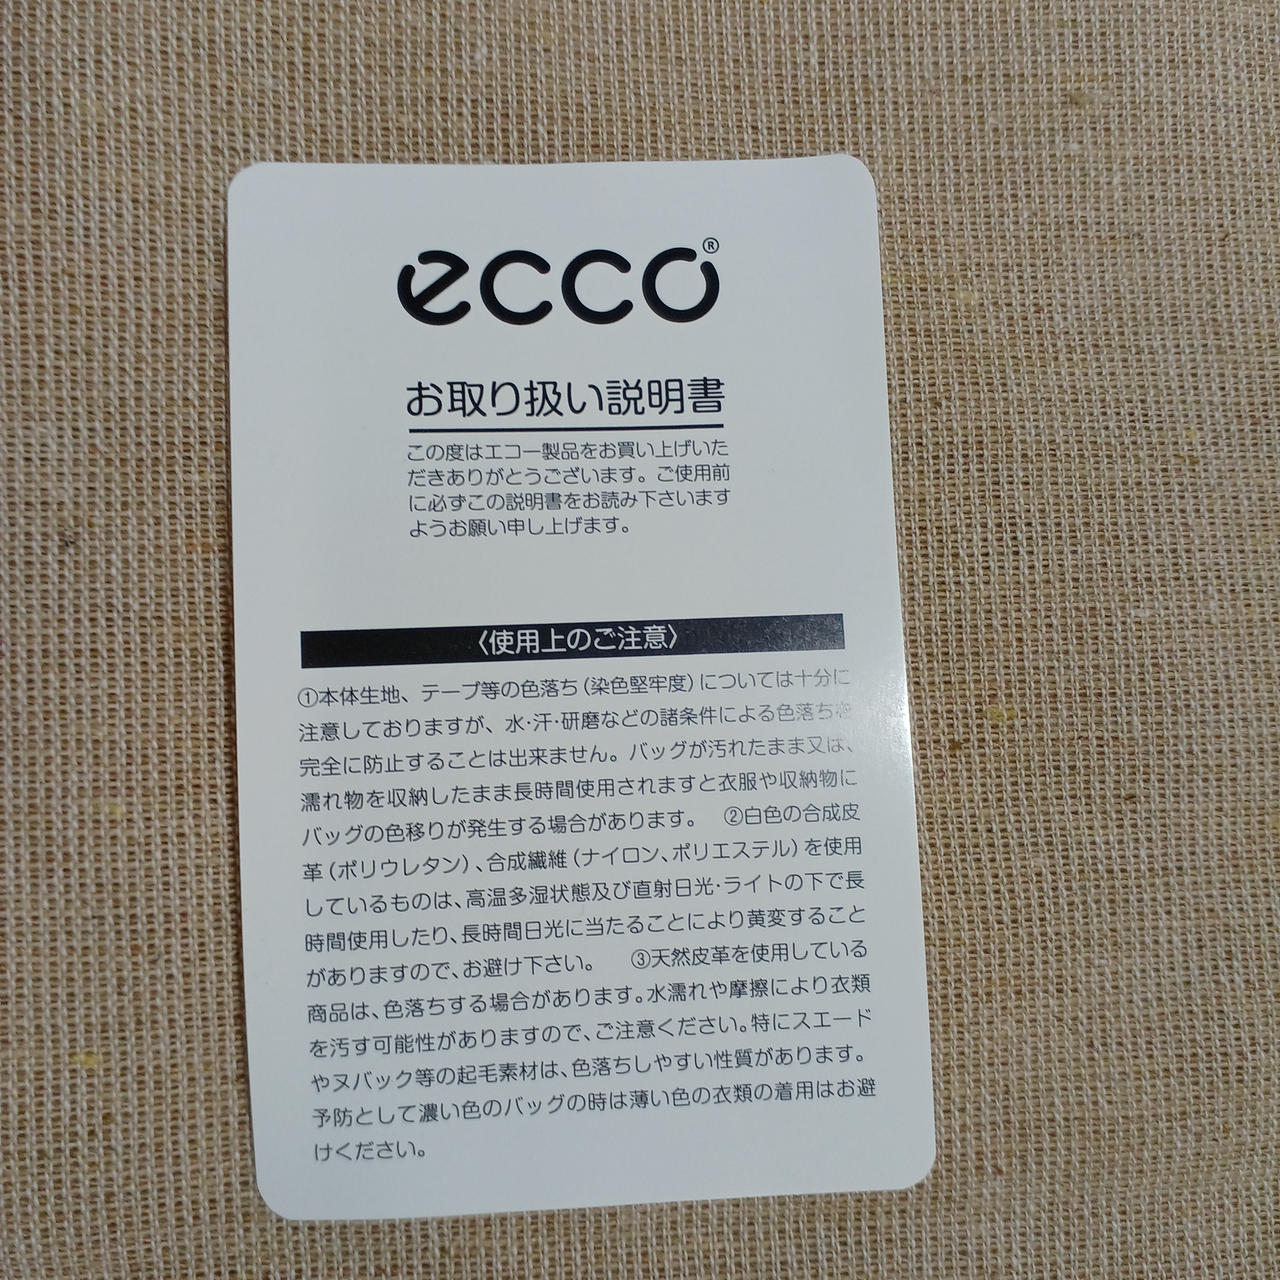 ecco®
お取り扱い説明書
この度はエコー製品をお買い上げいた
だきありがとうございます。ご使用前
に必ずこの説明書をお読み下さいます
ようお願い申し上げます。
〈使用上のご注意〉
①本体生地、テープ等の色落ち(染色堅牢度)については十分に
注意しておりますが、水・汗・研磨などの諸条件による色落ちを
完全に防止することは出来ません。バッグが汚れたまま又は、
濡れ物を収納したまま長時間使用されますと衣服や収納物に
バッグの色移りが発生する場合があります。 ②白色の合成皮
革(ポリウレタン)、合成繊維(ナイロン、ポリエステル)を使用
しているものは、高温多湿状態及び直射日光・ライトの下で長
時間使用したり、長時間日光に当たることにより黄変すること
がありますので、お避け下さい。 ③天然皮革を使用している
商品は、色落ちする場合があります。水濡れや摩擦により衣類
を汚す可能性がありますので、ご注意ください。特にスエード
やヌバック等の起毛素材は、色落ちしやすい性質があります。
予防として濃い色のバッグの時は薄い色の衣類の着用はお避
けください。